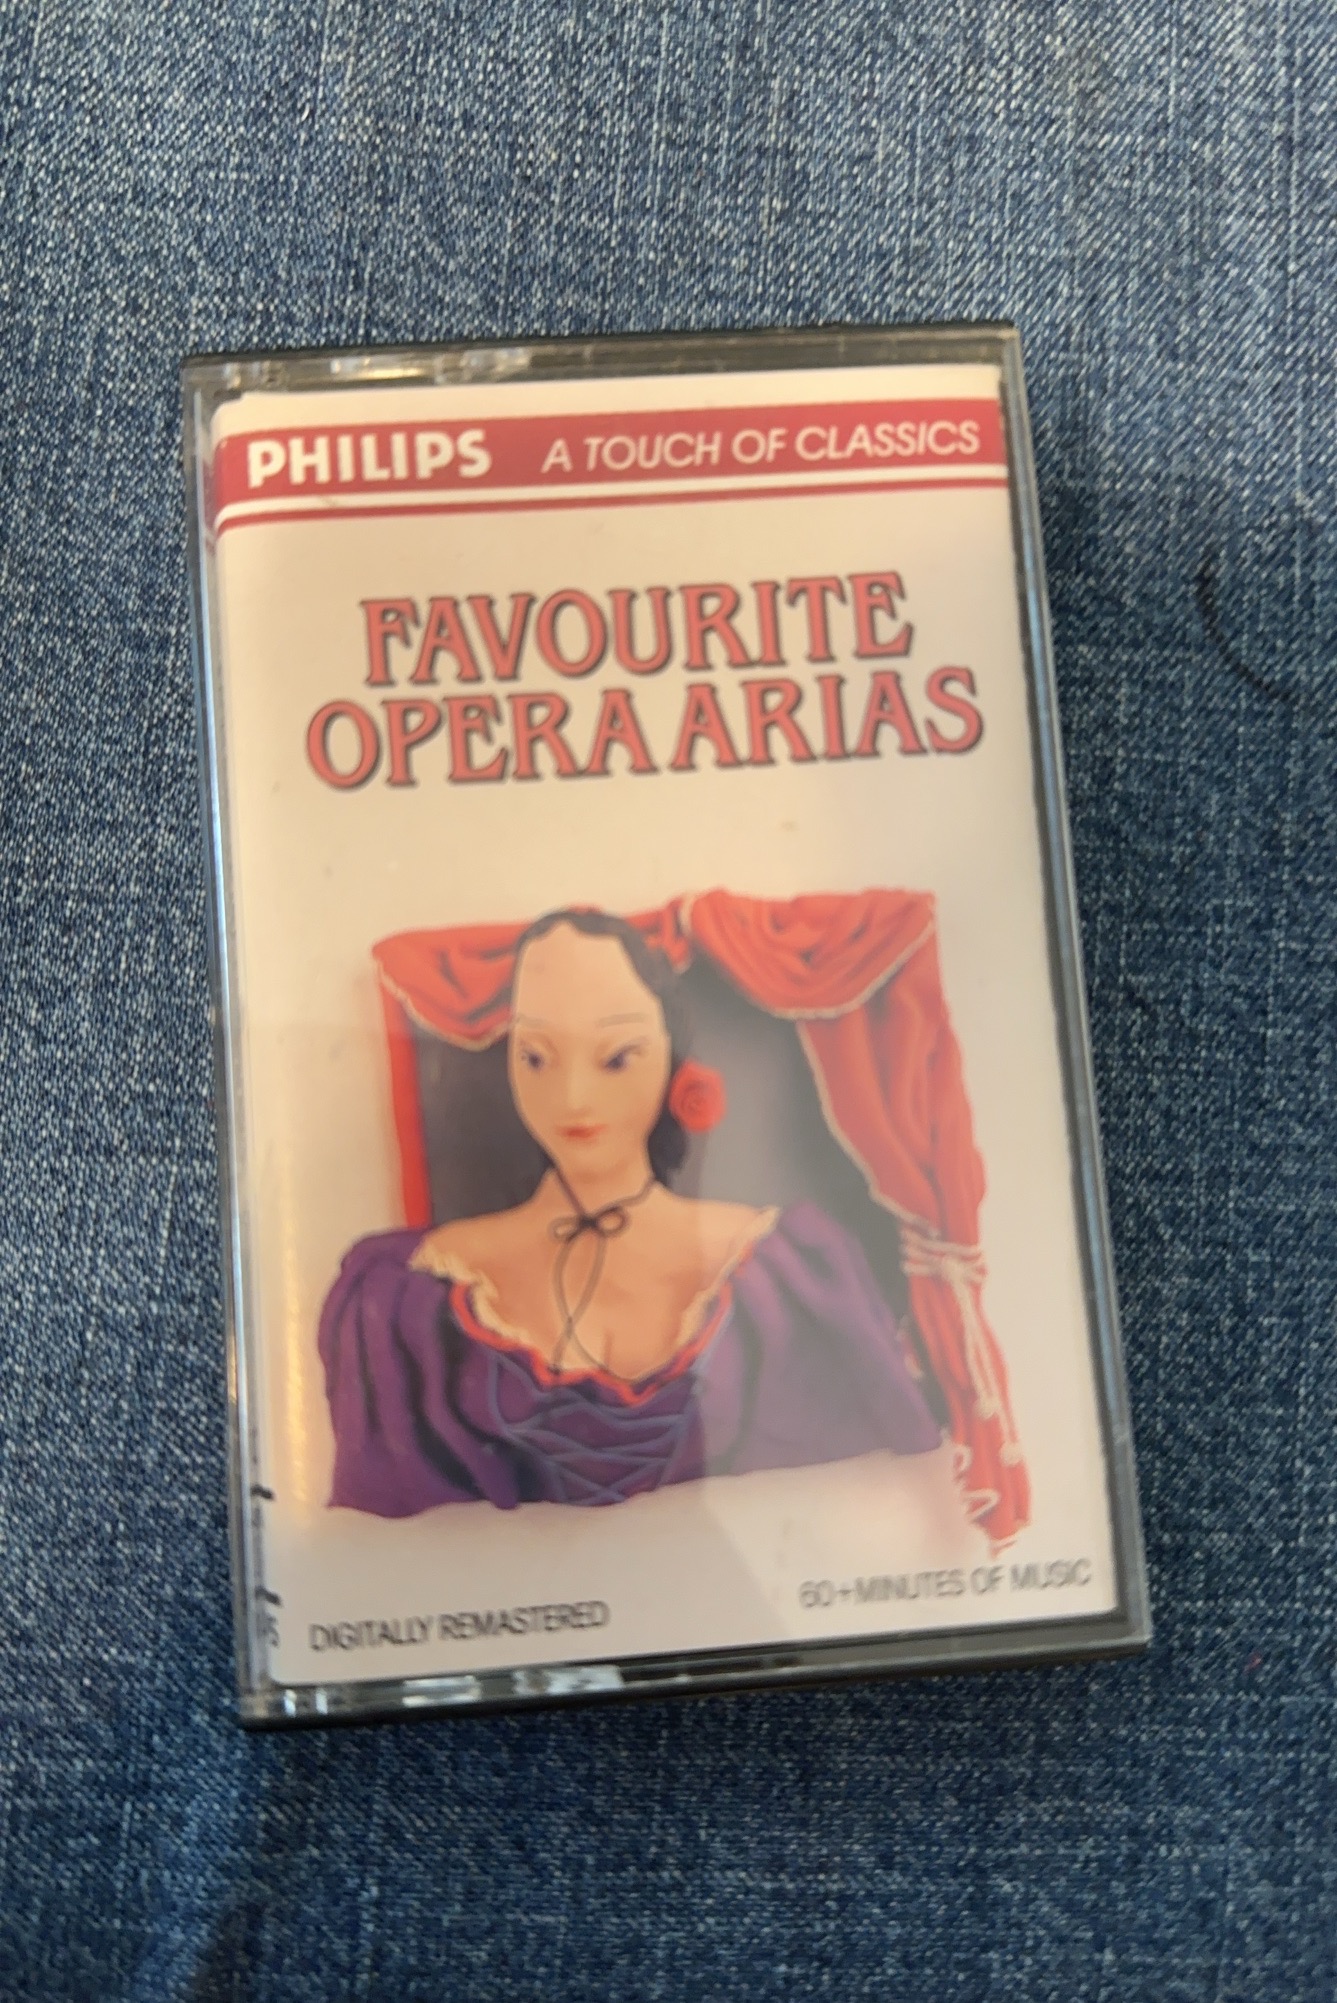 PHILIPS A TOUCH OF CLASSICS
FAVOURITE
OPERA ARIAS
DIGITALLY REMASTERED
60+MINUTES OF MUSIC